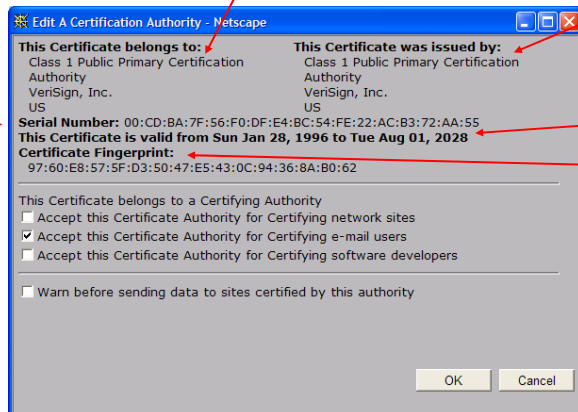 Edit A Certification Authority - Netscape
This Certificate belongs to:
Class 1 Public Primary Certification
Authority
VeriSign, Inc.
US
This Certificate was issued by:
Class 1 Public Primary Certification
Authority
VeriSign, Inc.
US
Serial Number: 00:CD:BA:7F:56:F0:DF:E4:BC:54:FE:22:AC:B3:72:AA:55
This Certificate is valid from Sun Jan 28, 1996 to Tue Aug 01, 2028
Certificate Fingerprint:
97:60:E8:57:5F:D3:50:47:E5:43:0C:94:36:8A:B0:62
This Certificate belongs to a Certifying Authority
Accept this Certificate Authority for Certifying network sites
Accept this Certificate Authority for Certifying e-mail users
Accept this Certificate Authority for Certifying software developers
Warn before sending data to sites certified by this authority
OK
Cancel